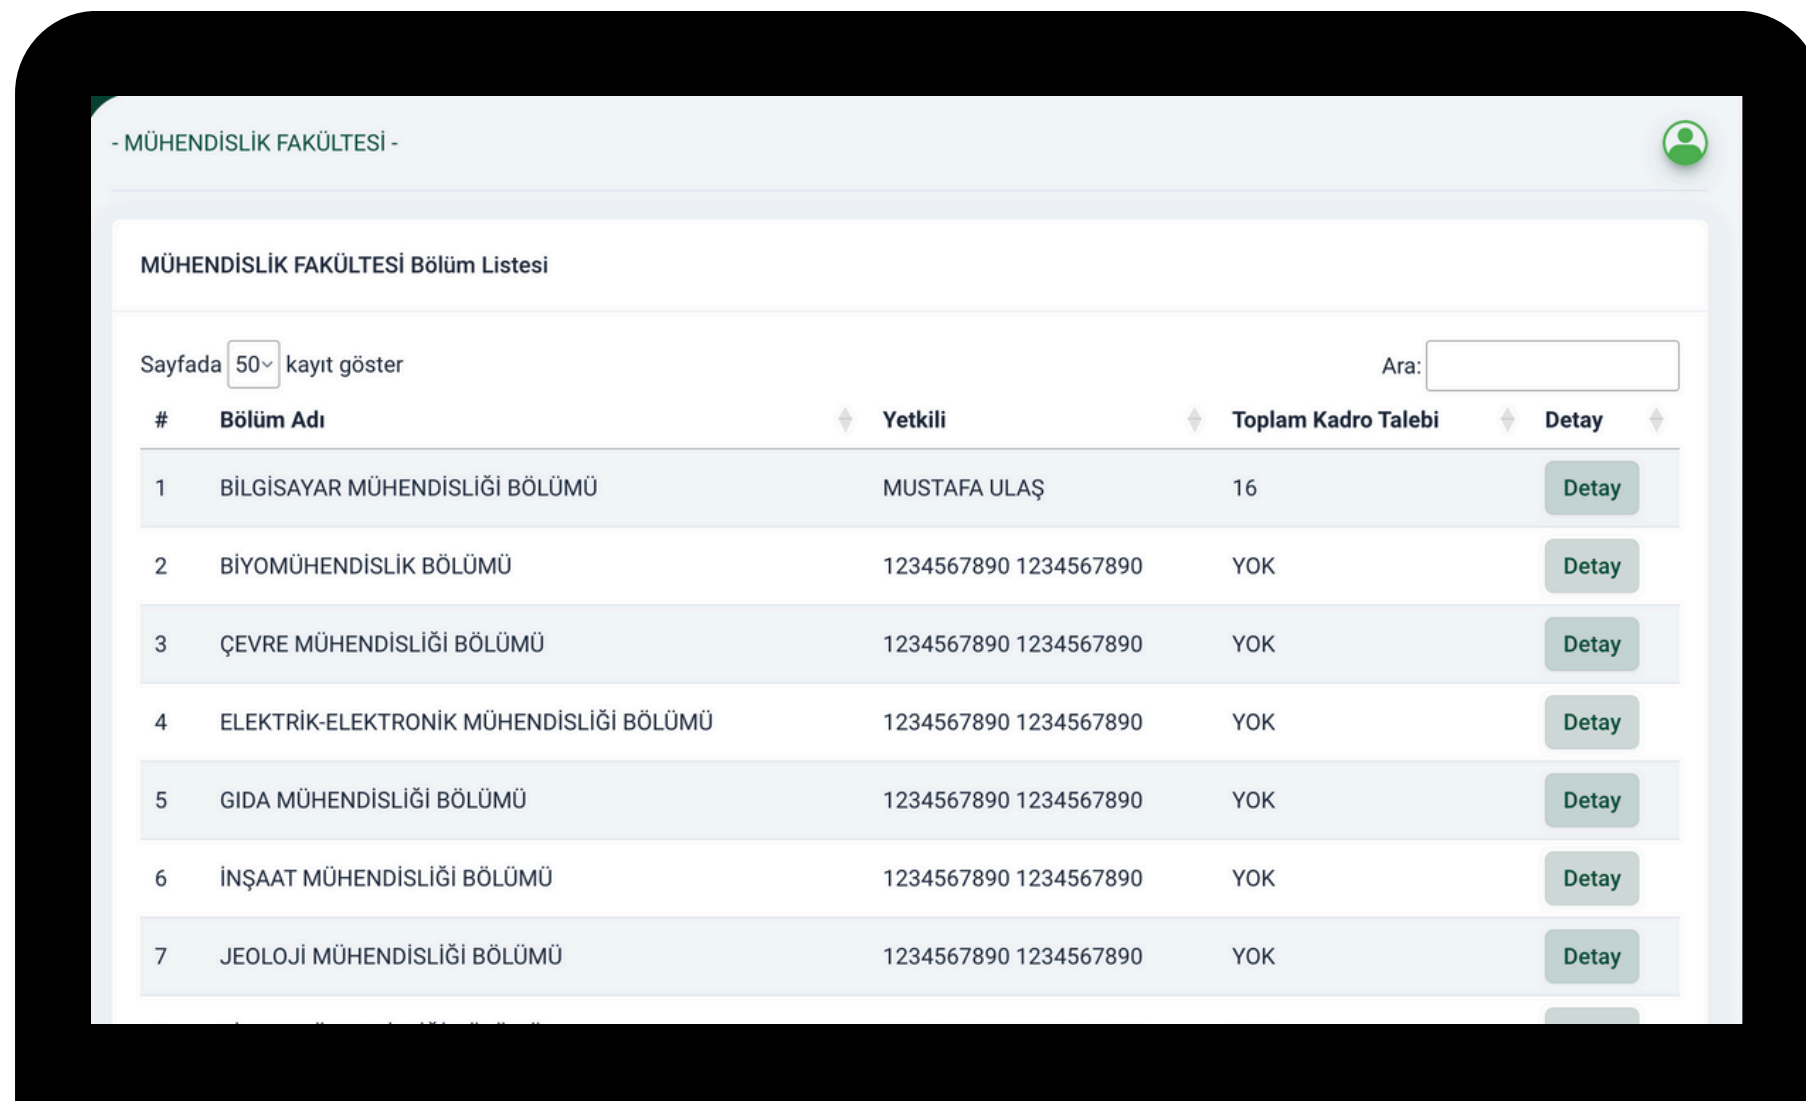 - MÜHENDİSLİK FAKÜLTESİ -
MÜHENDİSLİK FAKÜLTESİ Bölüm Listesi
Sayfada 50 kayıt göster Ara:
# Bölüm Adı Yetkili Toplam Kadro Talebi Detay
1 BİLGİSAYAR MÜHENDİSLİĞİ BÖLÜMÜ MUSTAFA ULAŞ 16 Detay
2 BİYOMÜHENDİSLİK BÖLÜMÜ 1234567890 1234567890 YOK Detay
3 ÇEVRE MÜHENDİSLİĞİ BÖLÜMÜ 1234567890 1234567890 YOK Detay
4 ELEKTRİK-ELEKTRONİK MÜHENDİSLİĞİ BÖLÜMÜ 1234567890 1234567890 YOK Detay
5 GIDA MÜHENDİSLİĞİ BÖLÜMÜ 1234567890 1234567890 YOK Detay
6 İNŞAAT MÜHENDİSLİĞİ BÖLÜMÜ 1234567890 1234567890 YOK Detay
7 JEOLOJİ MÜHENDİSLİĞİ BÖLÜMÜ 1234567890 1234567890 YOK Detay